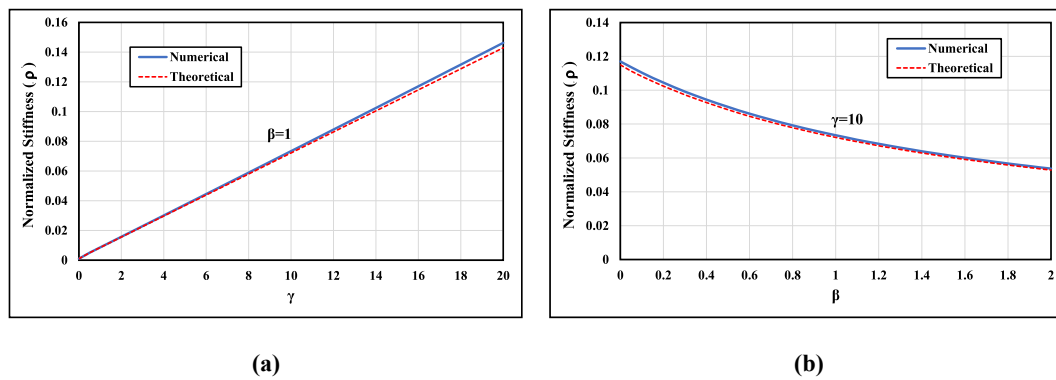 0.16
0.14
0.12
0.1
0.08
0.06
0.04
0.02
0
Normalized Stiffness ( ρ )
Numerical
Theoretical
β=1
0 2 4 6 8 10 12 14 16 18 20
γ
(a)
0.14
0.12
0.1
0.08
0.06
0.04
0.02
0
Normalized Stiffness ( ρ )
Numerical
Theoretical
γ=10
0 0.2 0.4 0.6 0.8 1 1.2 1.4 1.6 1.8 2
β
(b)